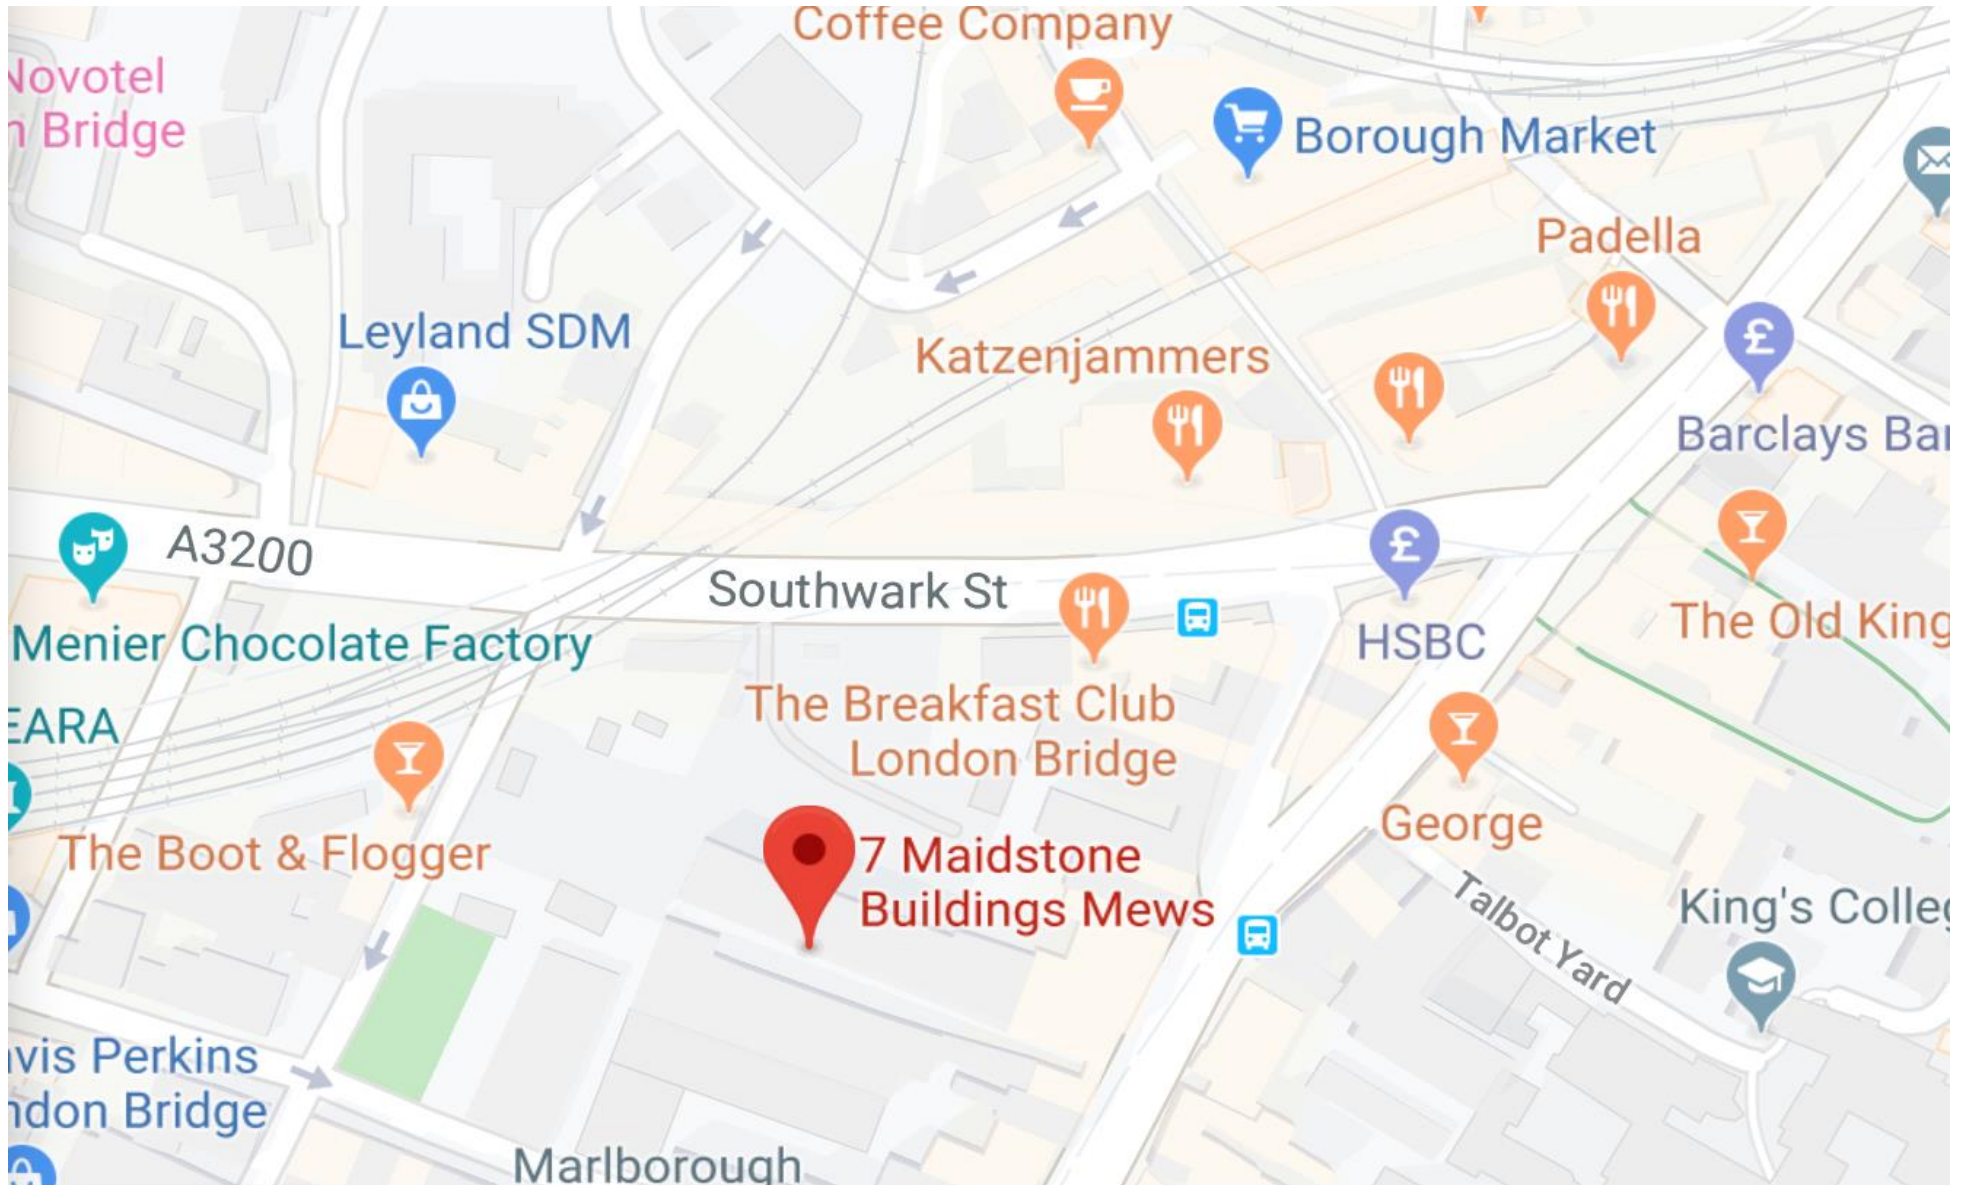 Coffee Company
Novotel
n Bridge
Borough Market
Padella
Leyland SDM
Katzenjammers
Barclays Bar
A3200
Southwark St
The Old King
Menier Chocolate Factory
HSBC
EARA
The Breakfast Club
London Bridge
The Boot & Flogger
George
7 Maidstone
Buildings Mews
Talbot Yard
King's Colleg
vis Perkins
ndon Bridge
Marlborough